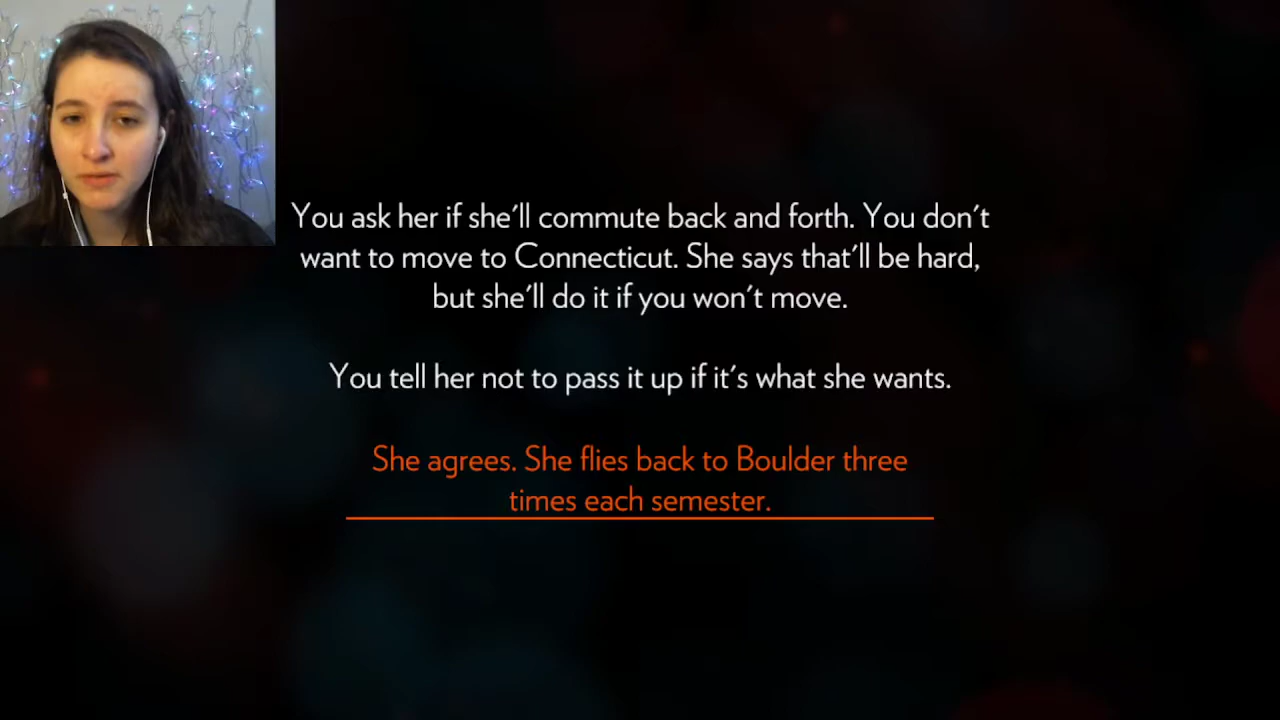 You ask her if she'll commute back and forth. You don't
want to move to Connecticut. She says that'll be hard,
but she'll do it if you won't move.
You tell her not to pass it up if it's what she wants.
She agrees. She flies back to Boulder three
times each semester.